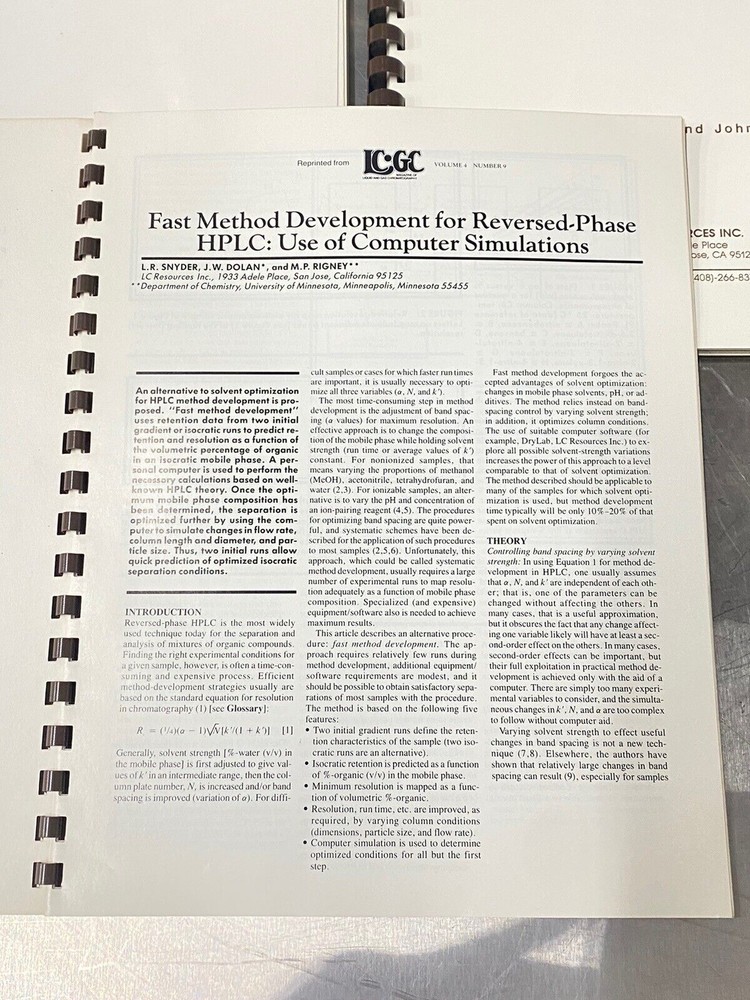 Reprinted from LC•GC VOLUME 4 NUMBER 9
MAGAZINE OF
LIQUID AND GAS CHROMATOGRAPHY
Fast Method Development for Reversed-Phase
HPLC: Use of Computer Simulations
L.R. SNYDER, J.W. DOLAN*, and M.P. RIGNEY**
LC Resources Inc., 1933 Adele Place, San Jose, California 95125
**Department of Chemistry, University of Minnesota, Minneapolis, Minnesota 55455
An alternative to solvent optimization
for HPLC method development is pro-
posed. "Fast method development"
uses retention data from two initial
gradient or isocratic runs to predict re-
tention and resolution as a function of
the volumetric percentage of organic
in an isocratic mobile phase. A per-
sonal computer is used to perform the
necessary calculations based on well-
known HPLC theory. Once the opti-
mum mobile phase composition has
been determined, the separation is
optimized further by using the com-
puter to simulate changes in flow rate,
column length and diameter, and par-
ticle size. Thus, two initial runs allow
quick prediction of optimized isocratic
separation conditions.
INTRODUCTION
Reversed-phase HPLC is the most widely
used technique today for the separation and
analysis of mixtures of organic compounds.
Finding the right experimental conditions for
a given sample, however, is often a time-con-
suming and expensive process. Efficient
method-development strategies usually are
based on the standard equation for resolution
in chromatography (1) [see Glossary]:
R = (1/4)(α − 1)√N[k'/(1 + k')] [1]
Generally, solvent strength [%-water (v/v) in
the mobile phase] is first adjusted to give val-
ues of k' in an intermediate range, then the col-
umn plate number, N, is increased and/or band
spacing is improved (variation of α). For diffi-
cult samples or cases for which faster run times
are important, it is usually necessary to opti-
mize all three variables (α, N, and k').
The most time-consuming step in method
development is the adjustment of band spac-
ing (α values) for maximum resolution. An
effective approach is to change the composi-
tion of the mobile phase while holding solvent
strength (run time or average values of k')
constant. For nonionized samples, that
means varying the proportions of methanol
(MeOH), acetonitrile, tetrahydrofuran, and
water (2,3). For ionizable samples, an alter-
native is to vary the pH and concentration of
an ion-pairing reagent (4,5). The procedures
for optimizing band spacing are quite power-
ful, and systematic schemes have been de-
scribed for the application of such procedures
to most samples (2,5,6). Unfortunately, this
approach, which could be called systematic
method development, usually requires a large
number of experimental runs to map resolu-
tion adequately as a function of mobile phase
composition. Specialized (and expensive)
equipment/software also is needed to achieve
maximum results.
This article describes an alternative proce-
dure: fast method development. The ap-
proach requires relatively few runs during
method development, additional equipment/
software requirements are modest, and it
should be possible to obtain satisfactory sepa-
rations of most samples with the procedure.
The method is based on the following five
features:
• Two initial gradient runs define the reten-
tion characteristics of the sample (two iso-
cratic runs are an alternative).
• Isocratic retention is predicted as a function
of %-organic (v/v) in the mobile phase.
• Minimum resolution is mapped as a func-
tion of volumetric %-organic.
• Resolution, run time, etc. are improved, as
required, by varying column conditions
(dimensions, particle size, and flow rate).
• Computer simulation is used to determine
optimized conditions for all but the first
step.
Fast method development forgoes the ac-
cepted advantages of solvent optimization:
changes in mobile phase solvents, pH, or ad-
ditives. The method relies instead on band-
spacing control by varying solvent strength;
in addition, it optimizes column conditions.
The use of suitable computer software (for
example, DryLab, LC Resources Inc.) to ex-
plore all possible solvent-strength variations
increases the power of this approach to a level
comparable to that of solvent optimization.
The method described should be applicable to
many of the samples for which solvent opti-
mization is used, but method development
time typically will be only 10%–20% of that
spent on solvent optimization.
THEORY
Controlling band spacing by varying solvent
strength: In using Equation 1 for method de-
velopment in HPLC, one usually assumes
that α, N, and k' are independent of each oth-
er; that is, one of the parameters can be
changed without affecting the others. In
many cases, that is a useful approximation,
but it obscures the fact that any change affect-
ing one variable likely will have at least a sec-
ond-order effect on the others. In many cases,
second-order effects can be important, but
their full exploitation in practical method de-
velopment is achieved only with the aid of a
computer. There are simply too many experi-
mental variables to consider, and the simulta-
neous changes in k', N, and α are too complex
to follow without computer aid.
Varying solvent strength to effect useful
changes in band spacing is not a new tech-
nique (7,8). Elsewhere, the authors have
shown that relatively large changes in band
spacing can result (9), especially for samples
nd John
RCES INC.
e Place
ose, CA 9512
408)-266-83